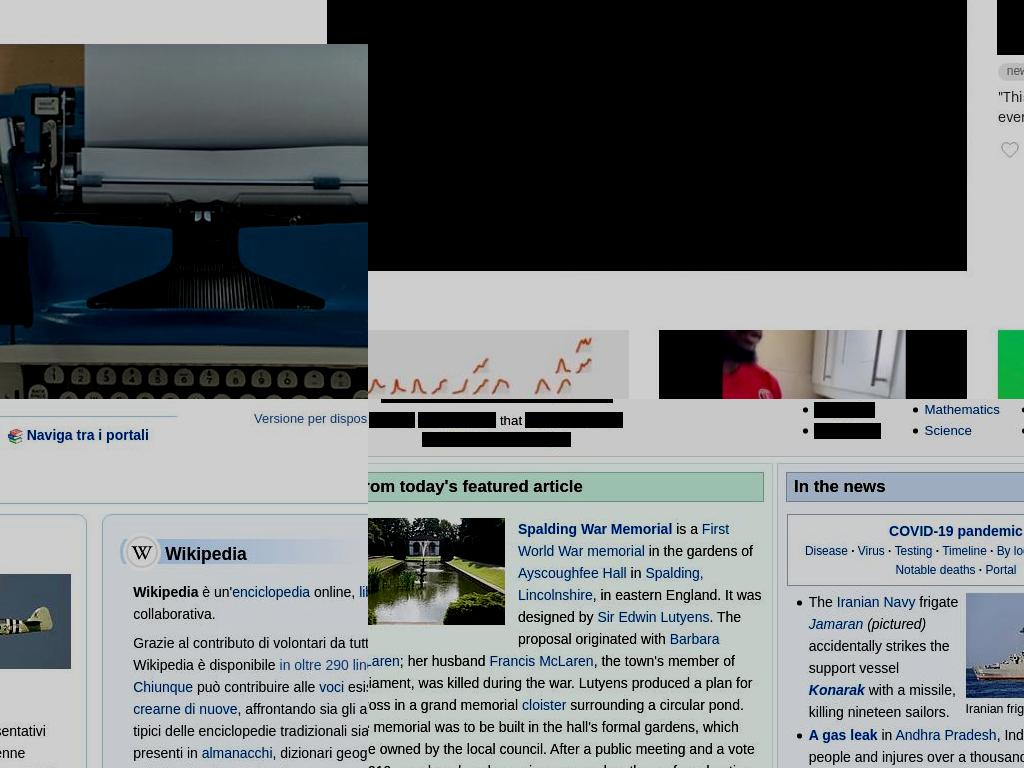 "Thi
ever
that
Mathematics
Science
Versione per dispos
Naviga tra i portali
Wikipedia
Wikipedia è un'enciclopedia online,
collaborativa.
Grazie al contributo di volontari da tutt
Wikipedia è disponibile in oltre 290 lin
Chiunque può contribuire alle voci esi
crearne di nuove, affrontando sia gli a
tipici delle enciclopedie tradizionali sia
presenti in almanacchi, dizionari geog
sentativi
enne
rom today's featured article
Spalding War Memorial is a First
World War memorial in the gardens of
Ayscoughfee Hall in Spalding,
Lincolnshire, in eastern England. It was
designed by Sir Edwin Lutyens. The
proposal originated with Barbara
aren; her husband Francis McLaren, the town's member of
iament, was killed during the war. Lutyens produced a plan for
oss in a grand memorial cloister surrounding a circular pond.
memorial was to be built in the hall's formal gardens, which
e owned by the local council. After a public meeting and a vote
In the news
COVID-19 pandemic
Disease · Virus · Testing · Timeline · By lo
Notable deaths · Portal
The Iranian Navy frigate
Jamaran (pictured)
accidentally strikes the
support vessel
Konarak with a missile,
killing nineteen sailors.
Iranian frig
A gas leak in Andhra Pradesh, Ind
people and injures over a thousan